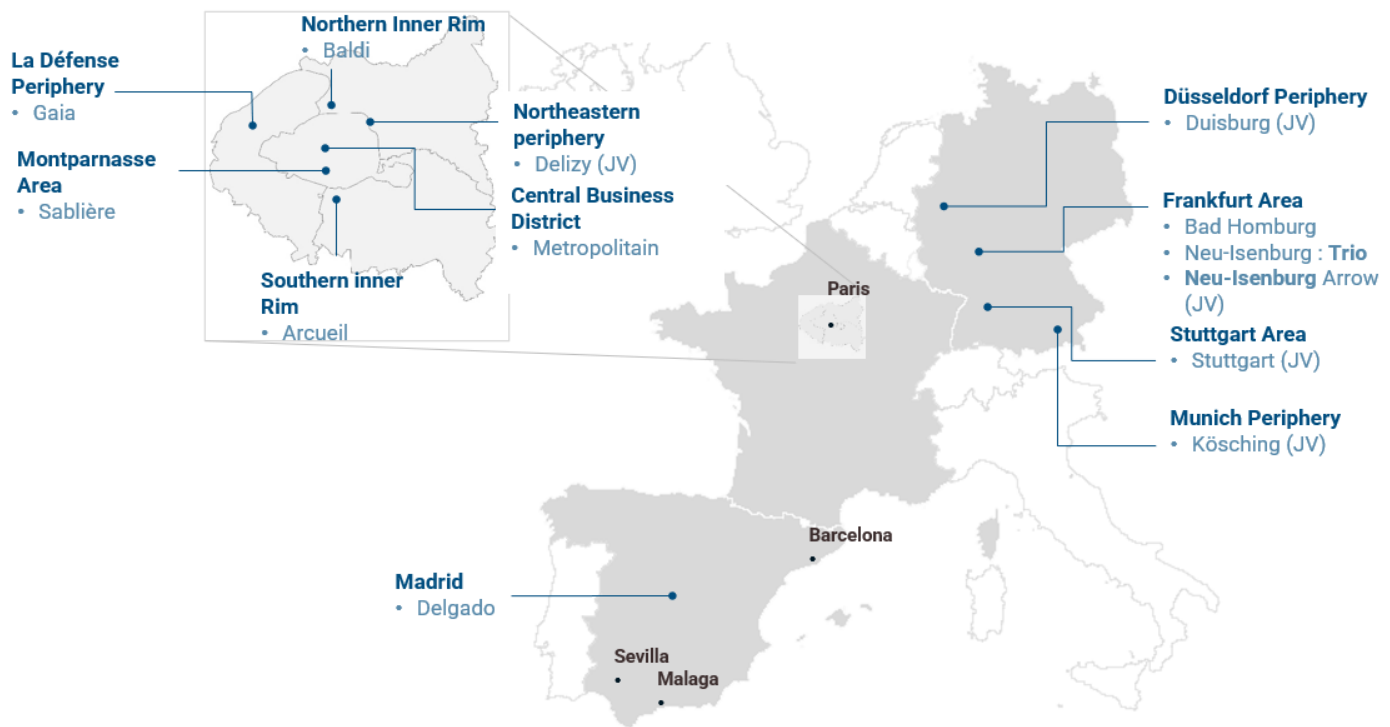 Northern Inner Rim
• Baldi
La Défense
Periphery
• Gaia
Montparnasse
Area
• Sablière
Northeastern
periphery
• Delizy (JV)
Central Business
District
• Metropolitain
Southern inner
Rim
• Arcueil
Düsseldorf Periphery
• Duisburg (JV)
Frankfurt Area
• Bad Homburg
• Neu-Isenburg : Trio
• Neu-Isenburg Arrow
(JV)
Stuttgart Area
• Stuttgart (JV)
Munich Periphery
• Kösching (JV)
Paris
Barcelona
Madrid
• Delgado
Sevilla
Malaga